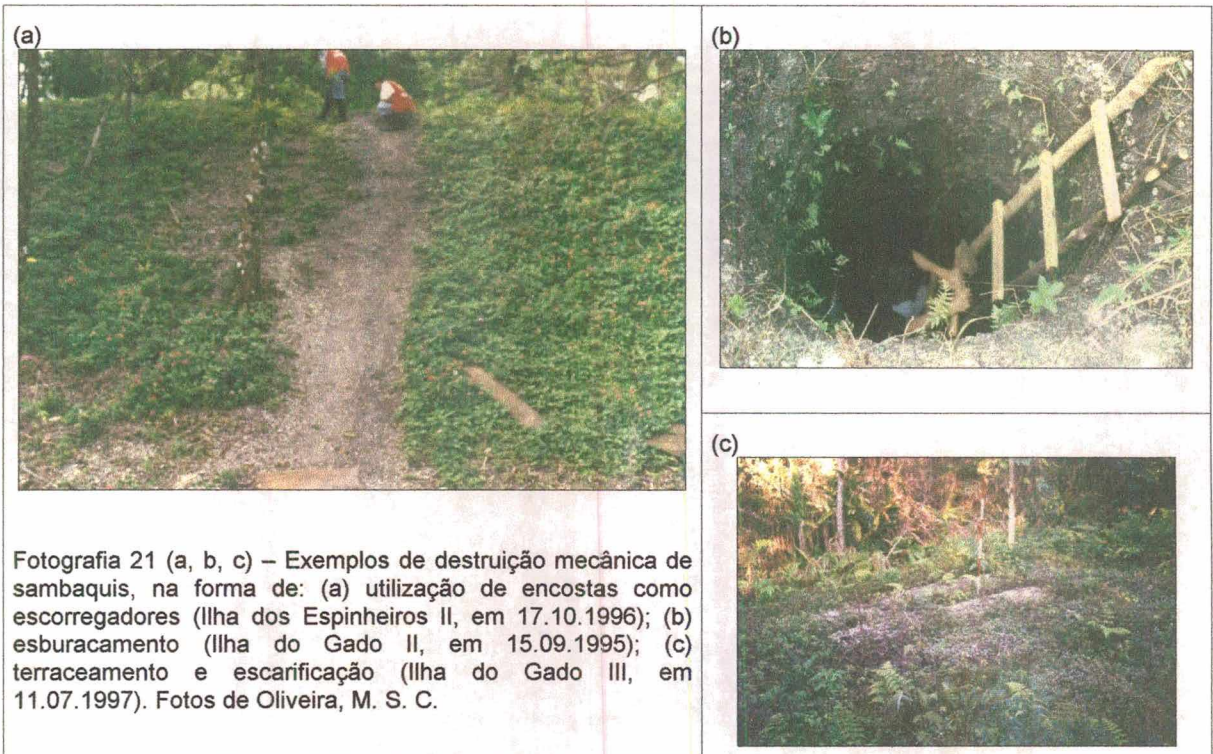 (a)
(b)
(c)
Fotografia 21 (a, b, c) – Exemplos de destruição mecânica de
sambaquis, na forma de: (a) utilização de encostas como
escorregadores (Ilha dos Espinheiros II, em 17.10.1996); (b)
esburacamento (Ilha do Gado II, em 15.09.1995); (c)
terraceamento e escarificação (Ilha do Gado III, em
11.07.1997). Fotos de Oliveira, M. S. C.